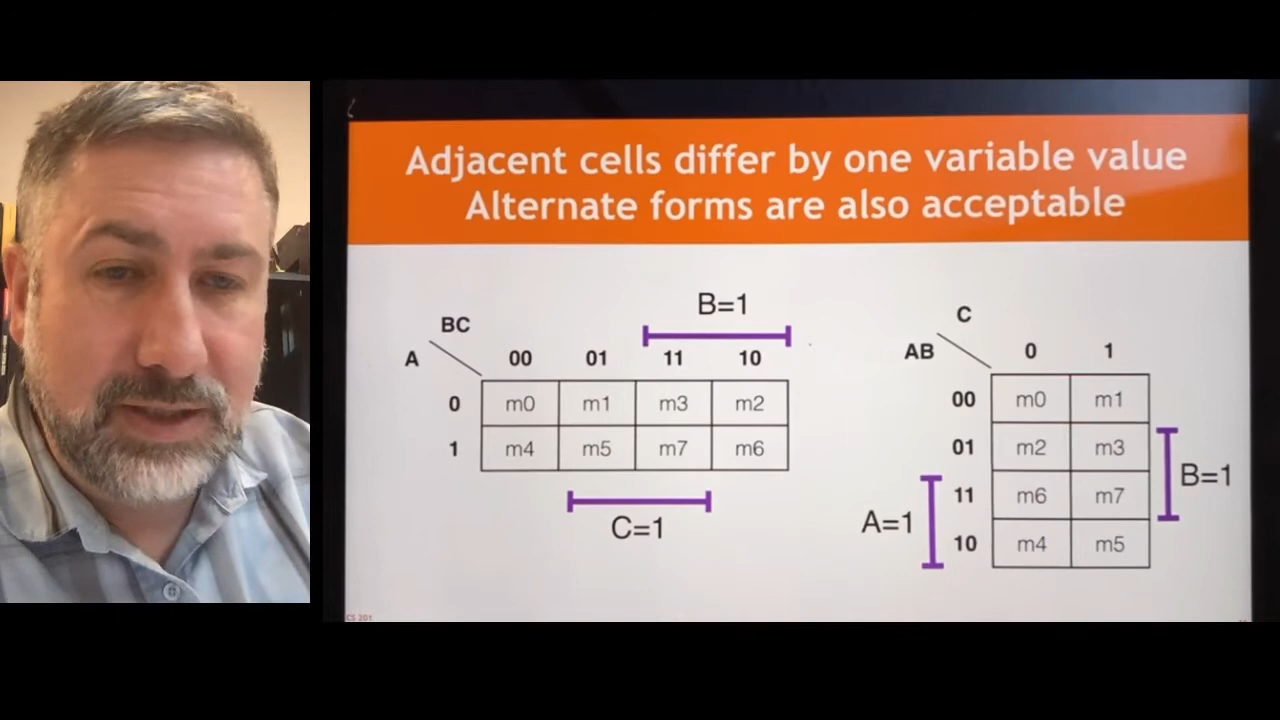 Adjacent cells differ by one variable value
Alternate forms are also acceptable
B=1
BC
A
00 01 11 10
0 m0 m1 m3 m2
1 m4 m5 m7 m6
C=1
C
AB
0 1
00 m0 m1
01 m2 m3
11 m6 m7
10 m4 m5
A=1
B=1
CS 201